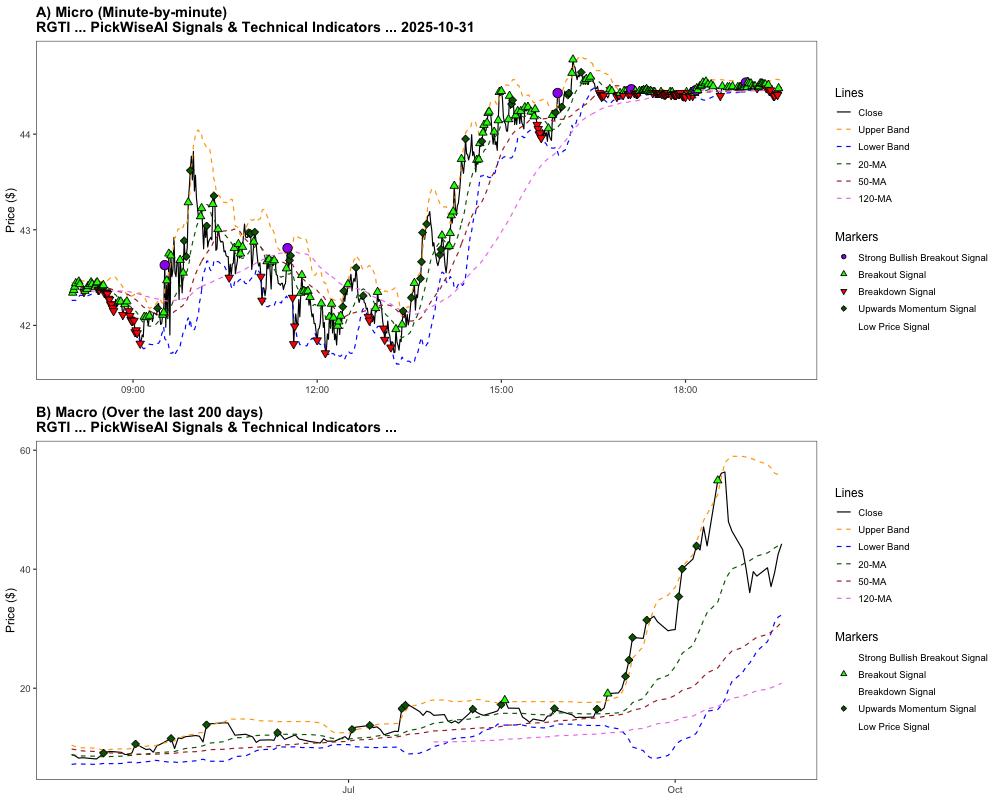 A) Micro (Minute-by-minute)
RGTI ... PickWiseAI Signals & Technical Indicators ... 2025-10-31
Price ($)
44
43
42
09:00
12:00
15:00
18:00
Lines
Close
Upper Band
Lower Band
20-MA
50-MA
120-MA
Markers
Strong Bullish Breakout Signal
Breakout Signal
Breakdown Signal
Upwards Momentum Signal
Low Price Signal
B) Macro (Over the last 200 days)
RGTI ... PickWiseAI Signals & Technical Indicators ...
Price ($)
60
40
20
Jul
Oct
Lines
Close
Upper Band
Lower Band
20-MA
50-MA
120-MA
Markers
Strong Bullish Breakout Signal
Breakout Signal
Breakdown Signal
Upwards Momentum Signal
Low Price Signal